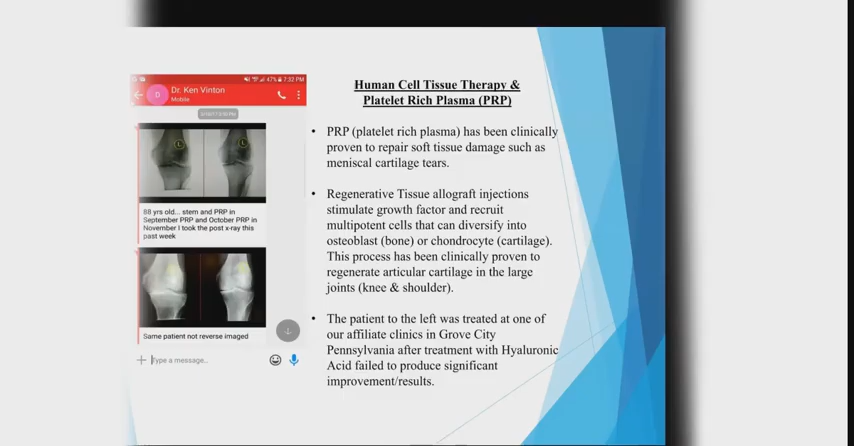 47% 7:32 PM
D
Dr. Ken Vinton
Mobile
L
L
88 yrs old... stem and PRP in
September PRP and October PRP in
November I took the post x-ray this
past week
Same patient not reverse imaged
Type a message...
Human Cell Tissue Therapy &
Platelet Rich Plasma (PRP)
• PRP (platelet rich plasma) has been clinically
proven to repair soft tissue damage such as
meniscal cartilage tears.
• Regenerative Tissue allograft injections
stimulate growth factor and recruit
multipotent cells that can diversify into
osteoblast (bone) or chondrocyte (cartilage).
This process has been clinically proven to
regenerate articular cartilage in the large
joints (knee & shoulder).
• The patient to the left was treated at one of
our affiliate clinics in Grove City
Pennsylvania after treatment with Hyaluronic
Acid failed to produce significant
improvement/results.